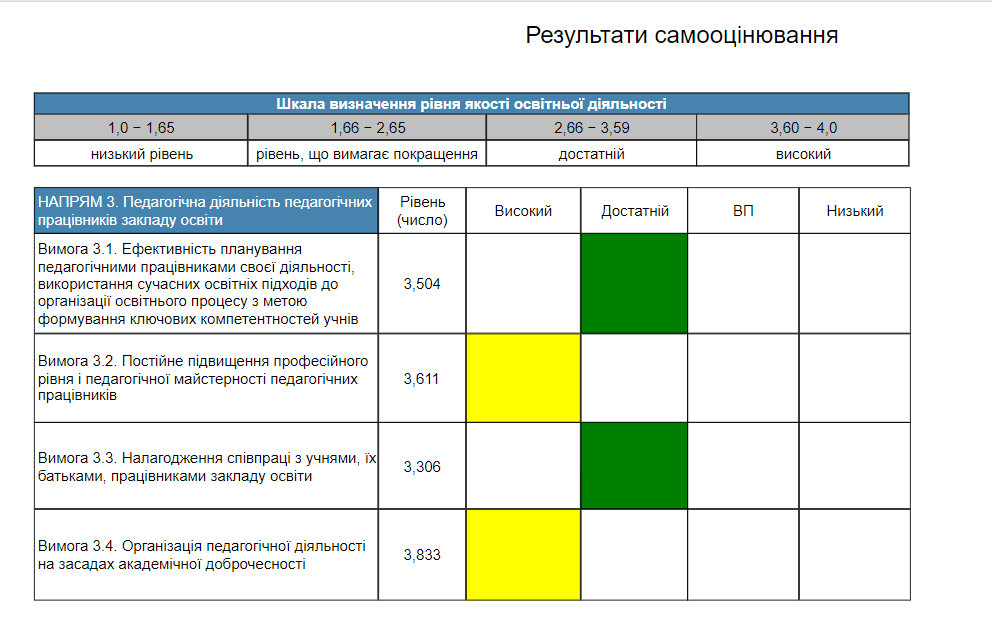 Результати самооцінювання
Шкала визначення рівня якості освітньої діяльності
1,0 − 1,65
1,66 − 2,65
2,66 − 3,59
3,60 − 4,0
низький рівень
рівень, що вимагає покращення
достатній
високий
НАПРЯМ 3. Педагогічна діяльність педагогічних
працівників закладу освіти
Рівень
(число)
Високий
Достатній
ВП
Низький
Вимога 3.1. Ефективність планування
педагогічними працівниками своєї діяльності,
використання сучасних освітніх підходів до
організації освітнього процесу з метою
формування ключових компетентностей учнів
3,504
Вимога 3.2. Постійне підвищення професійного
рівня і педагогічної майстерності педагогічних
працівників
3,611
Вимога 3.3. Налагодження співпраці з учнями, їх
батьками, працівниками закладу освіти
3,306
Вимога 3.4. Організація педагогічної діяльності
на засадах академічної доброчесності
3,833